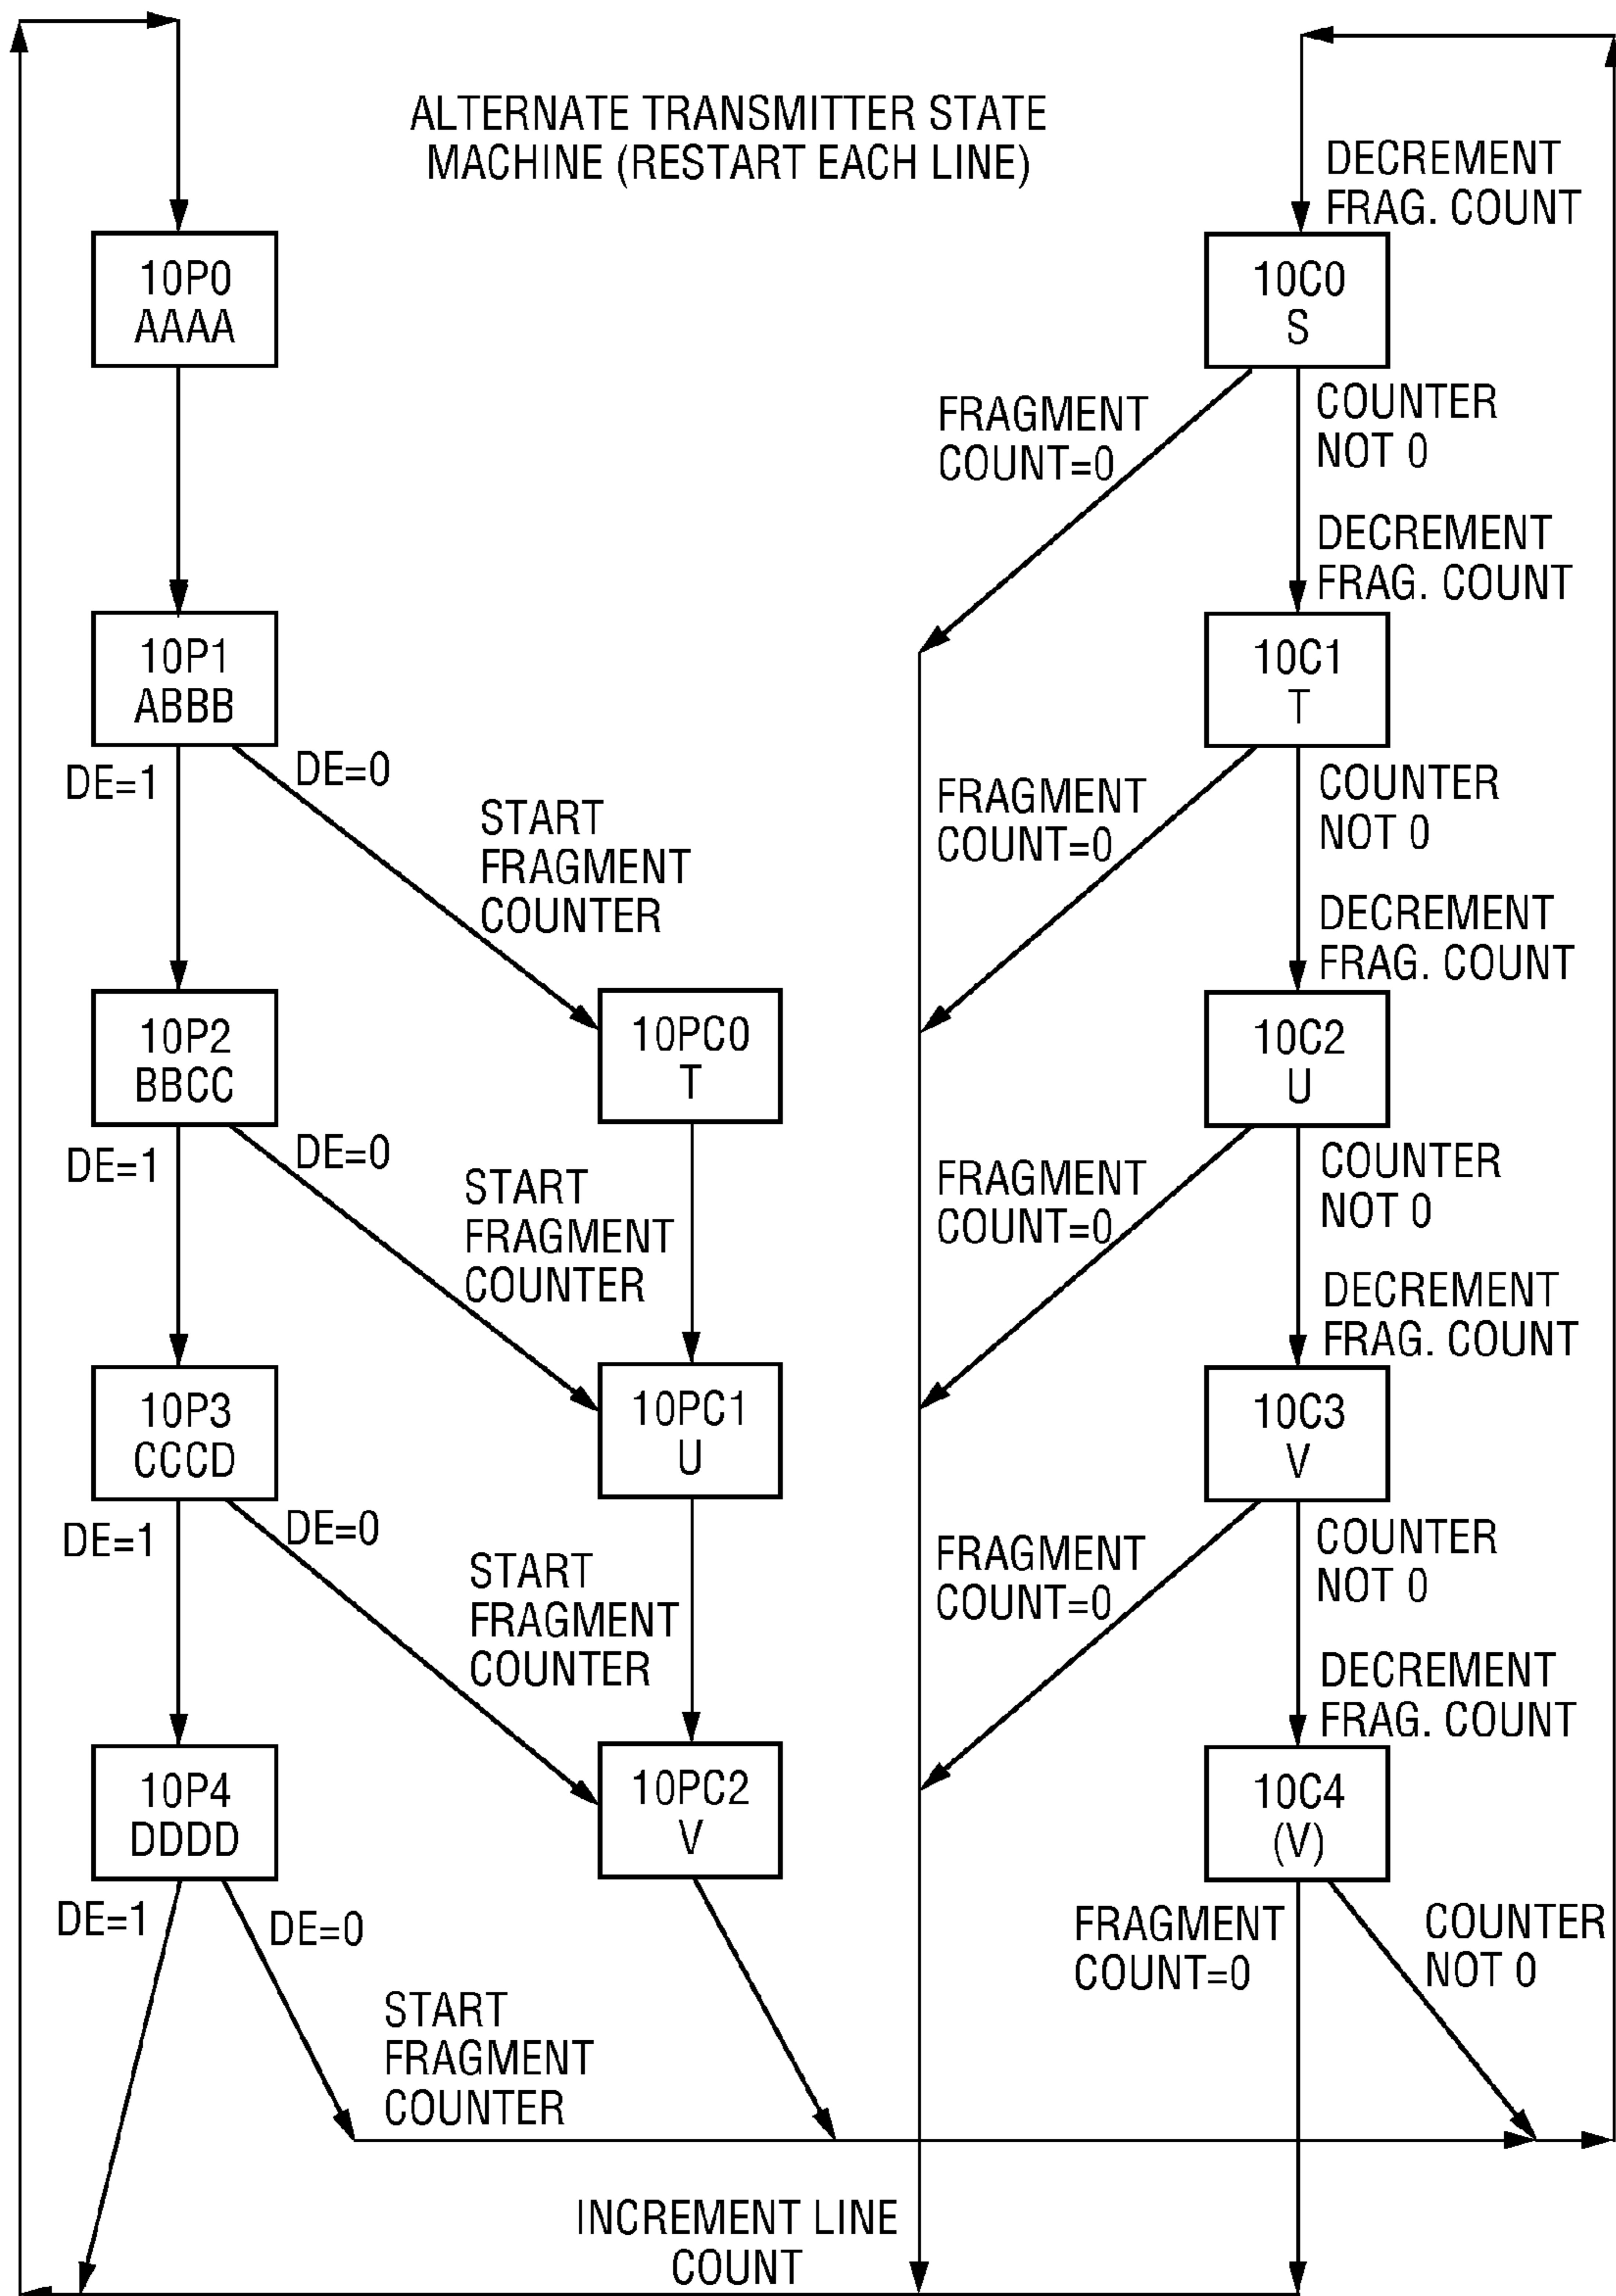 ALTERNATE TRANSMITTER STATE
MACHINE (RESTART EACH LINE)
10P0
AAAA
10P1
ABBB
DE=1
DE=0
START
FRAGMENT
COUNTER
10P2
BBCC
10PC0
T
DE=1
DE=0
START
FRAGMENT
COUNTER
10P3
CCCD
10PC1
U
DE=1
DE=0
START
FRAGMENT
COUNTER
10P4
DDDD
10PC2
V
DE=1
DE=0
START
FRAGMENT
COUNTER
DECREMENT
FRAG. COUNT
10C0
S
FRAGMENT
COUNT=0
COUNTER
NOT 0
DECREMENT
FRAG. COUNT
10C1
T
FRAGMENT
COUNT=0
COUNTER
NOT 0
DECREMENT
FRAG. COUNT
10C2
U
FRAGMENT
COUNT=0
COUNTER
NOT 0
DECREMENT
FRAG. COUNT
10C3
V
FRAGMENT
COUNT=0
COUNTER
NOT 0
DECREMENT
FRAG. COUNT
10C4
(V)
FRAGMENT
COUNT=0
COUNTER
NOT 0
INCREMENT LINE
COUNT